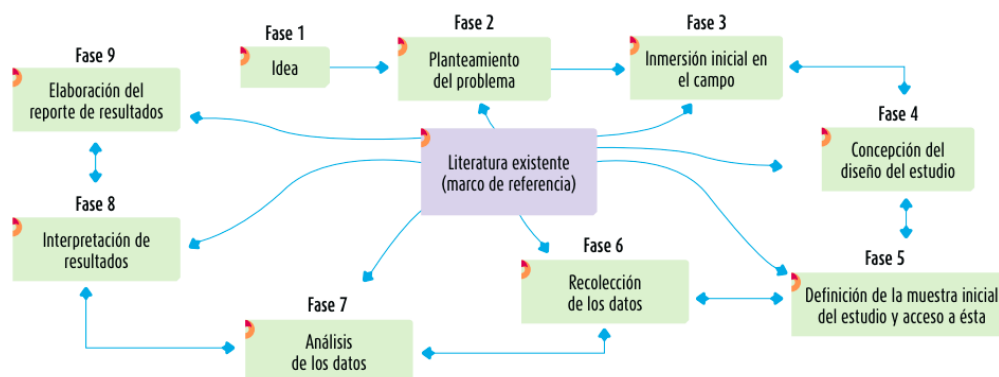 Fase 1
Idea
Fase 2
Planteamiento
del problema
Fase 3
Inmersión inicial en
el campo
Fase 4
Concepción del
diseño del estudio
Fase 5
Definición de la muestra inicial
del estudio y acceso a ésta
Fase 6
Recolección
de los datos
Fase 7
Análisis
de los datos
Fase 8
Interpretación de
resultados
Fase 9
Elaboración del
reporte de resultados
Literatura existente
(marco de referencia)